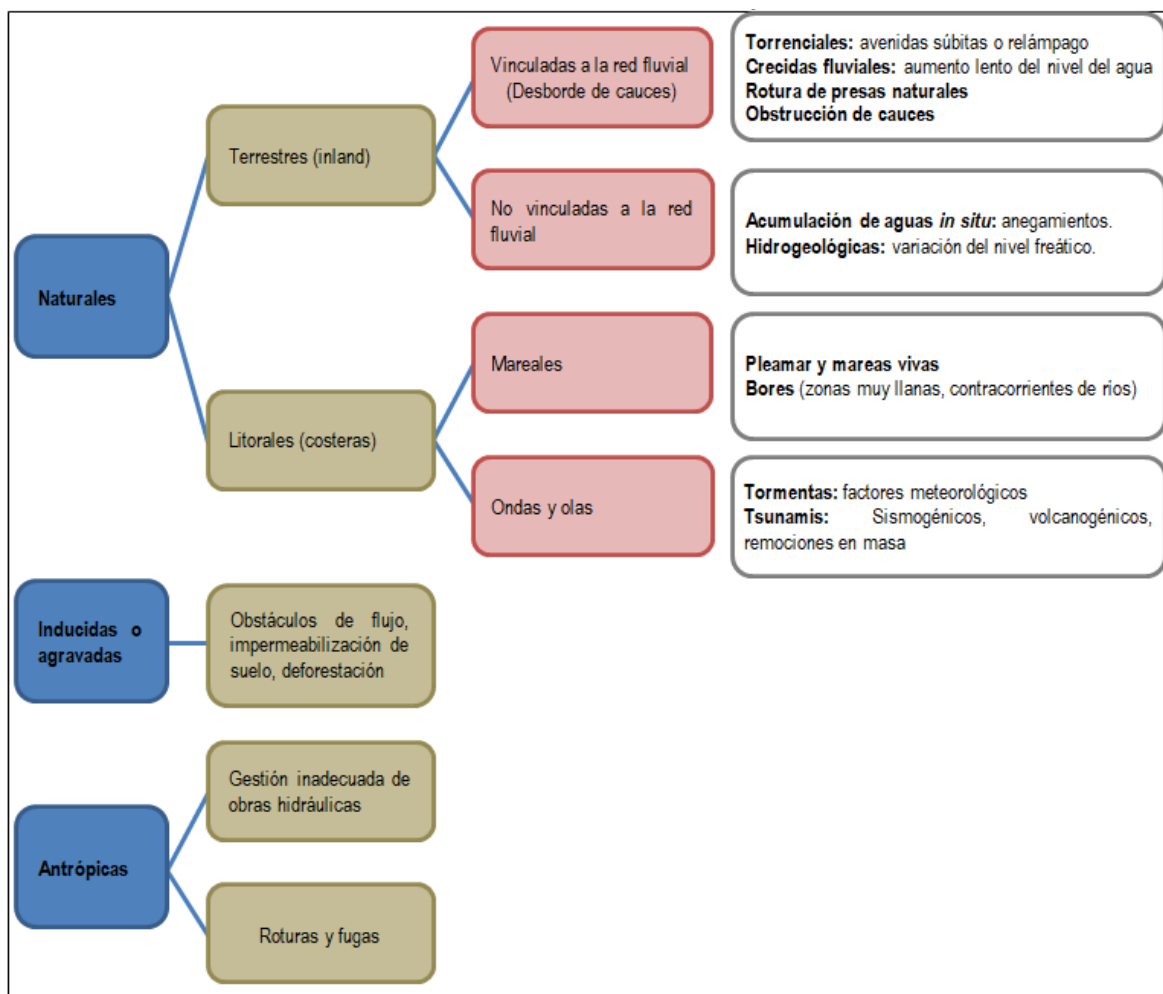 Naturales
Terrestres (inland)
Vinculadas a la red fluvial
(Desborde de cauces)
Torrenciales: avenidas súbitas o relámpago
Crecidas fluviales: aumento lento del nivel del agua
Rotura de presas naturales
Obstrucción de cauces
No vinculadas a la red
fluvial
Acumulación de aguas in situ: anegamientos.
Hidrogeológicas: variación del nivel freático.
Litorales (costeras)
Mareales
Pleamar y mareas vivas
Bores (zonas muy llanas, contracorrientes de ríos)
Ondas y olas
Tormentas: factores meteorológicos
Tsunamis: Sismogénicos, volcanogénicos,
remociones en masa
Inducidas o
agravadas
Obstáculos de flujo,
impermeabilización de
suelo, deforestación
Antrópicas
Gestión inadecuada de
obras hidráulicas
Roturas y fugas